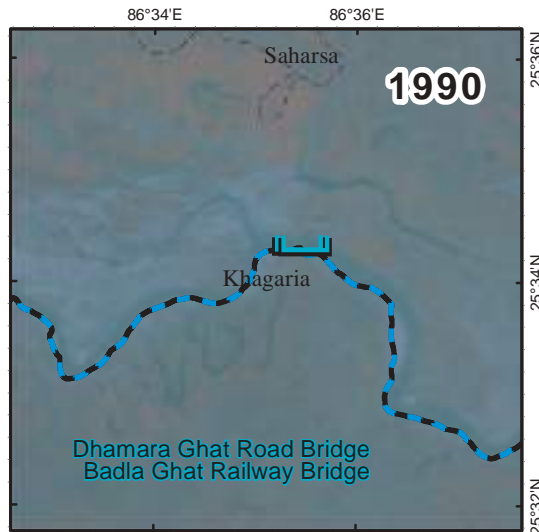 86°34'E 86°36'E
Saharsa
25°36'N
1990
Khagaria
25°34'N
Dhamara Ghat Road Bridge
Badla Ghat Railway Bridge
25°32'N